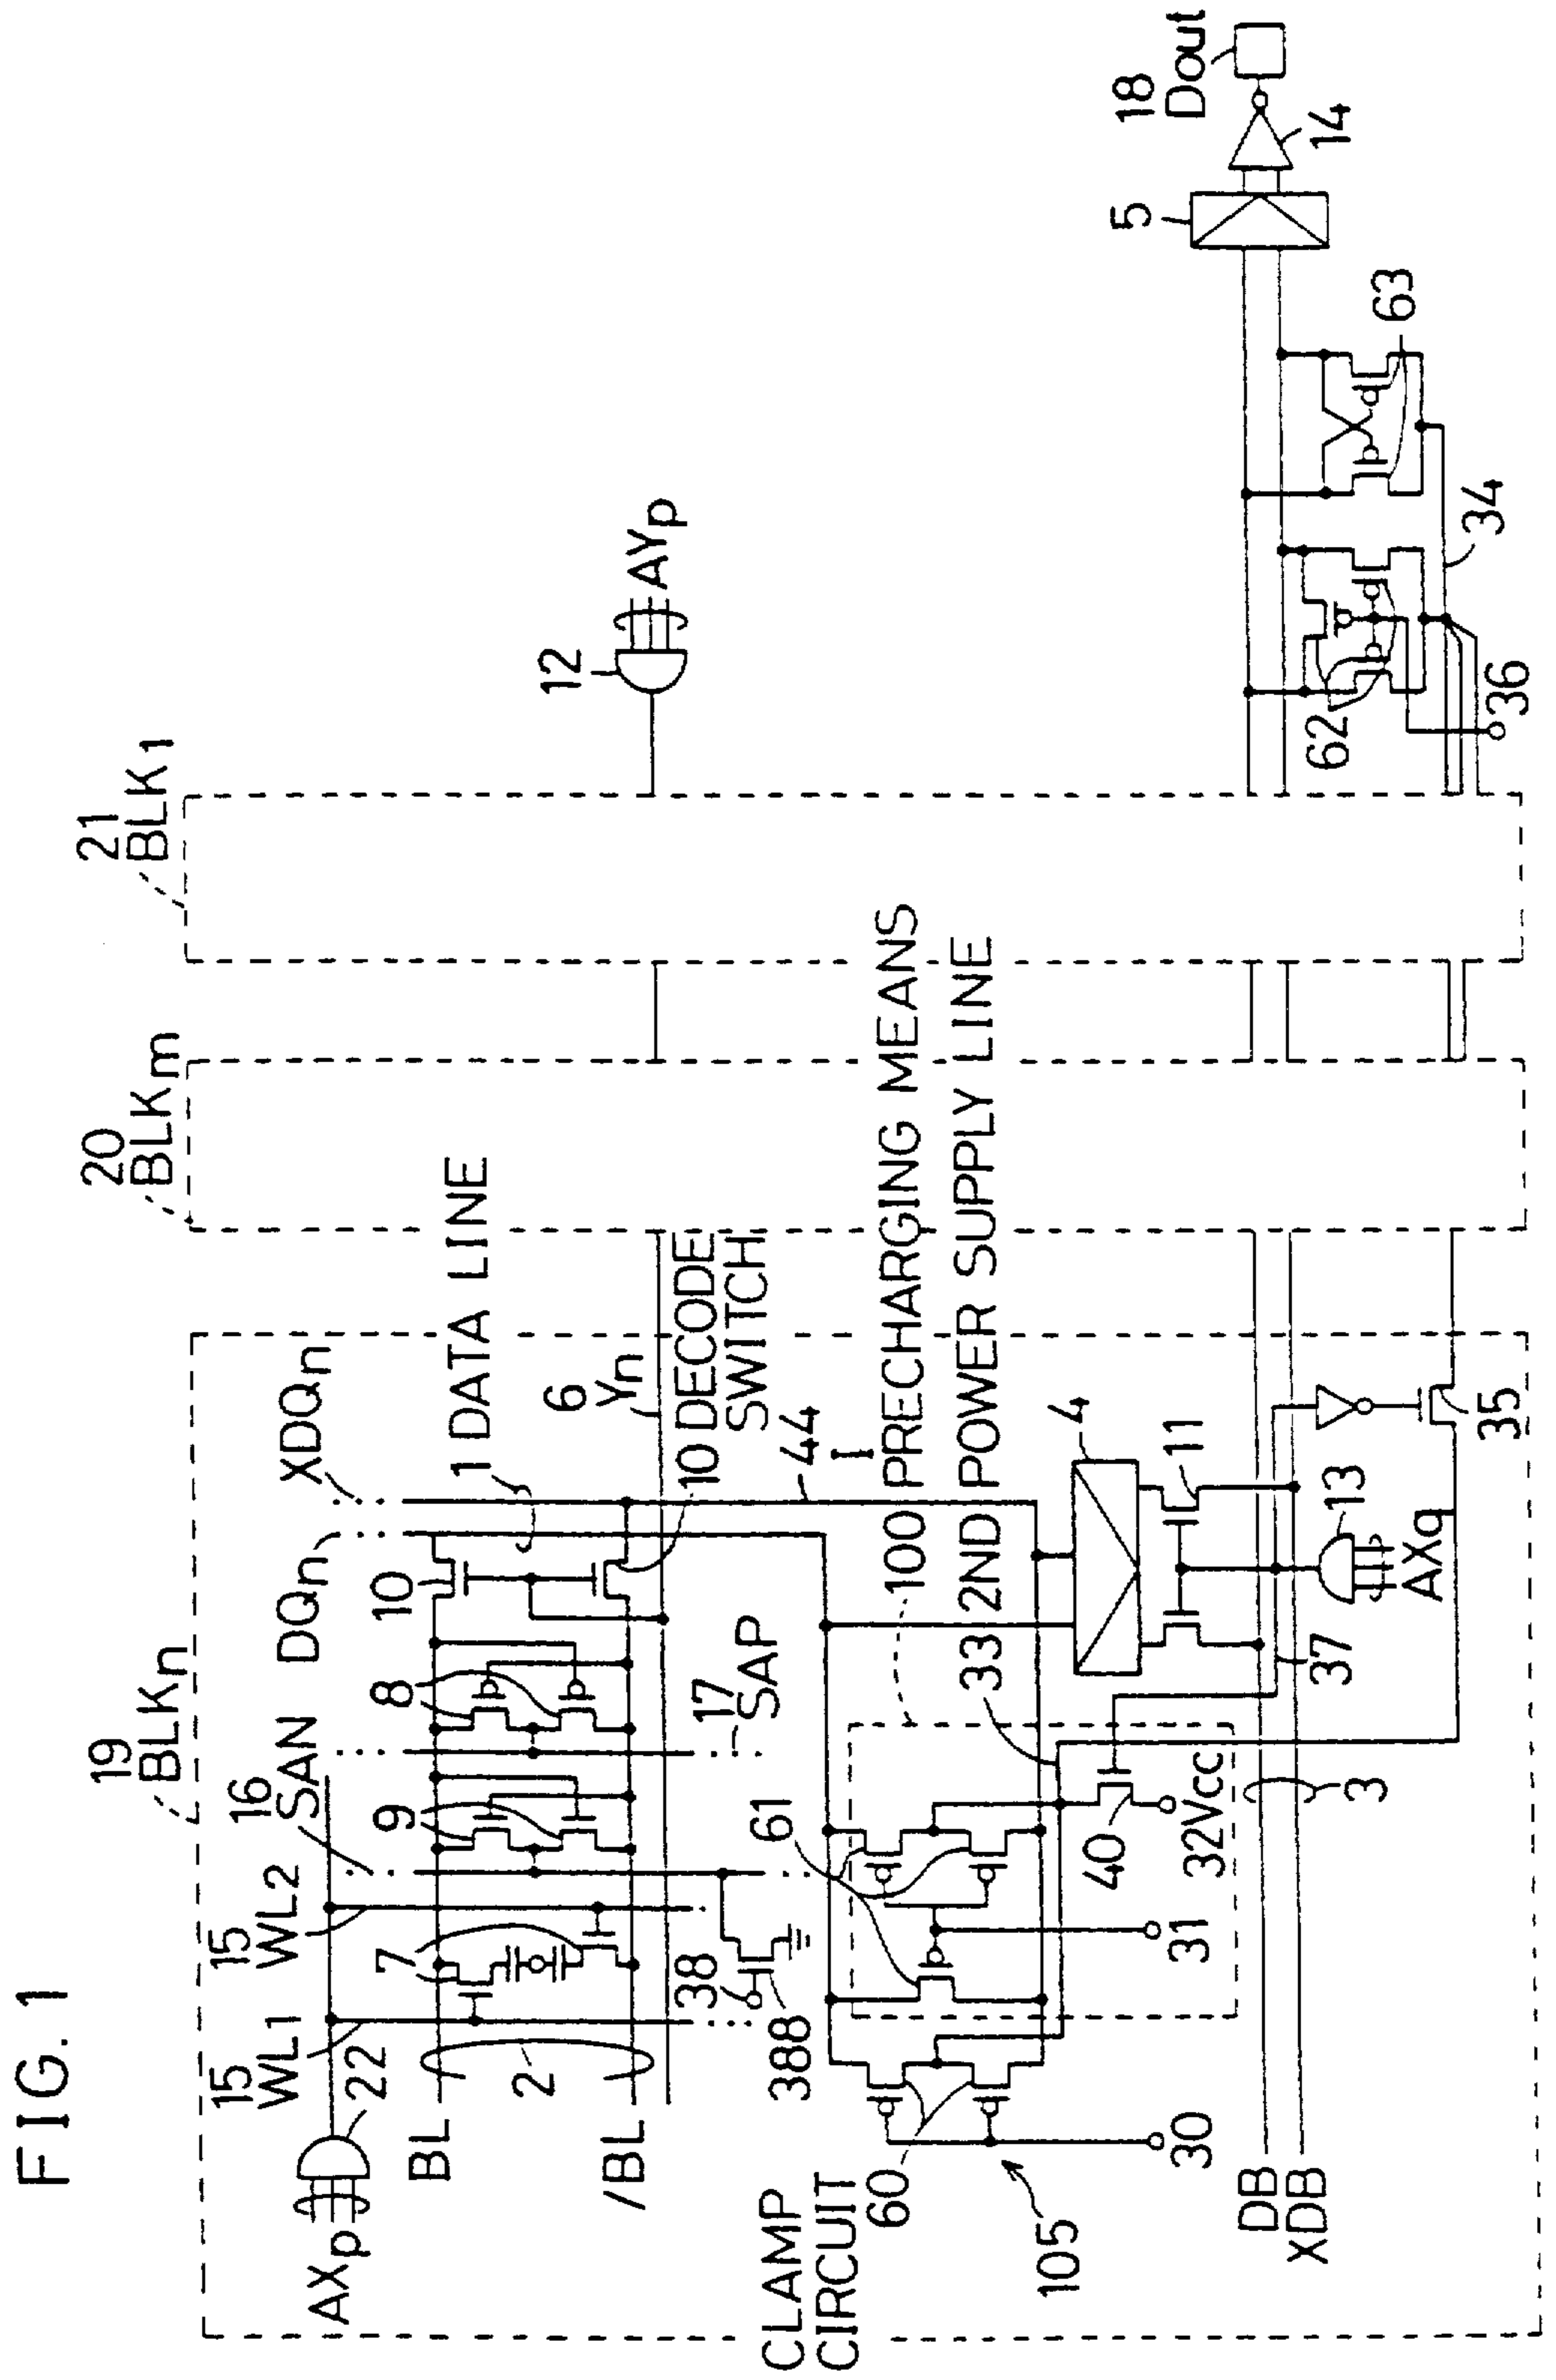 FIG. 1
19
BLKn
20
BLKm
21
BLK1
AXp
22
15
WL1
15
WL2
16
SAN
DQn
XDQn
BL
/BL
2
7
9
8
10
1 DATA LINE
6
Yn
10 DECODE
SWITCH
12
AYp
38
388
17
SAP
44
CLAMP
CIRCUIT
60
105
30
61
31
40
32Vcc
33 2ND POWER SUPPLY LINE
100 PRECHARGING MEANS
4
11
13
AXq
37
35
DB
XDB
3
62
36
34
63
5
14
18
Dout